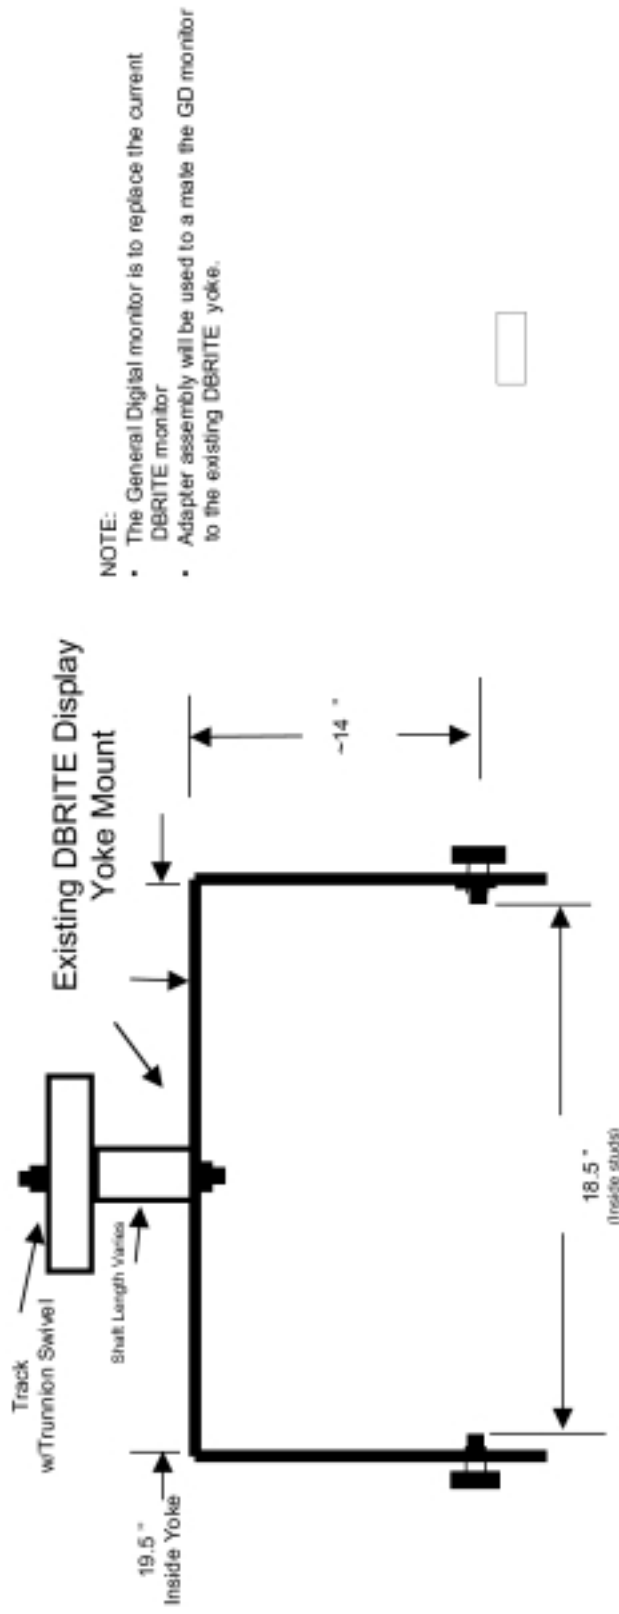 Existing DBRITE Display
Yoke Mount
Track
w/Trunnion Swivel
Shaft Length Varies
19.5 "
Inside Yoke
~14 "
18.5 "
(Inside studs)
NOTE:
• The General Digital monitor is to replace the current
DBRITE monitor
• Adapter assembly will be used to a mate the GD monitor
to the existing DBRITE yoke.